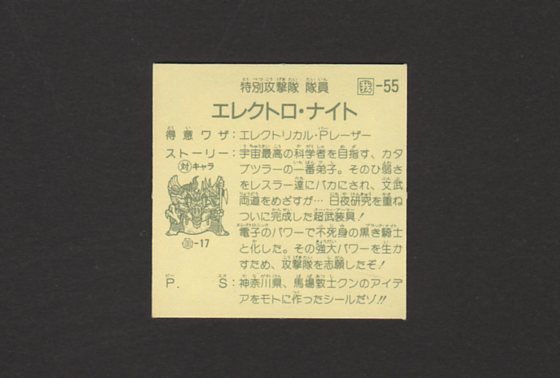 特別攻撃隊 隊員 -55
エレクトロ・ナイト
得意ワザ:エレクトリカル・Pレーザー
ストーリー:宇宙最高の科学者を目指す、カタ
対キャラ ブツラーの一番弟子。そのひ弱さ
をレスラー達にバカにされ、文武
両道をめざすが…日夜研究を重ね
ついに完成した超武装具!
電子のパワーで不死身の黒き騎士
と化した。その強大パワーを生か
すため、攻撃隊を志願したぞ!
-17
P. S:神奈川県、馬場敦士クンのアイデ
アをモトに作ったシールだゾ!!